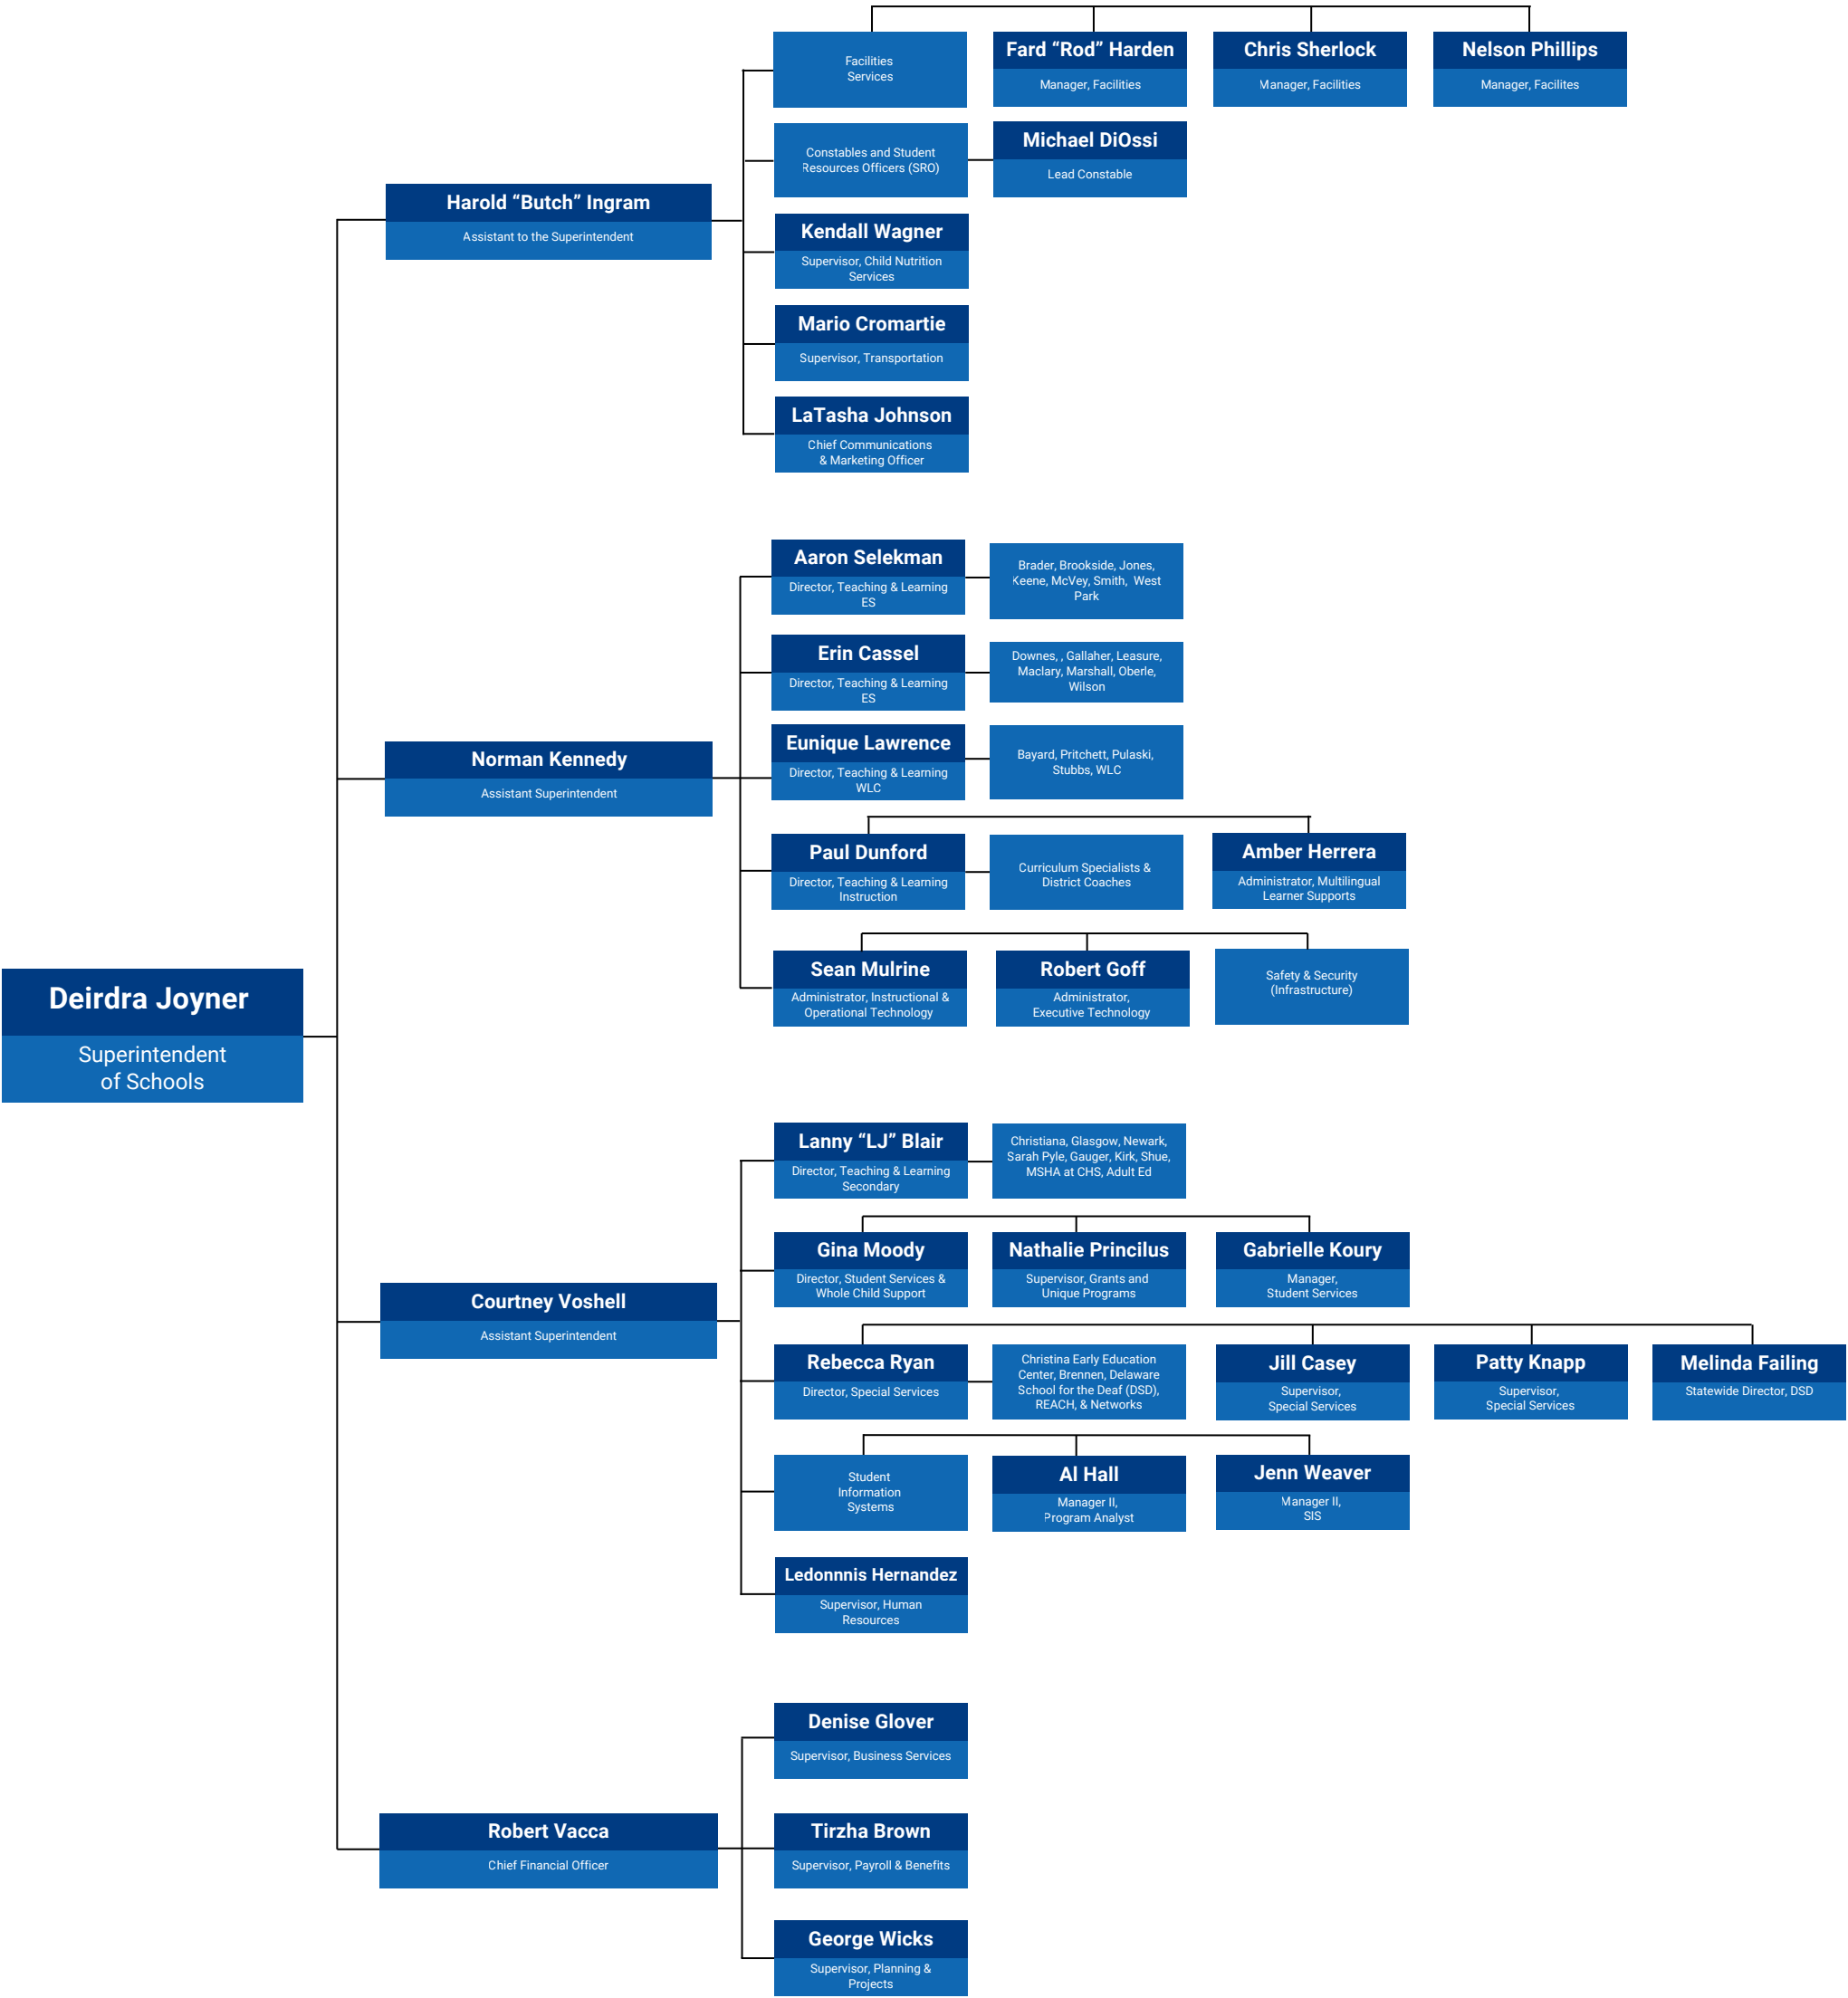 Facilities
Services
Fard “Rod” Harden
Manager, Facilities
Chris Sherlock
Manager, Facilities
Nelson Phillips
Manager, Facilites
Constables and Student
Resources Officers (SRO)
Michael DiOssi
Lead Constable
Harold “Butch” Ingram
Assistant to the Superintendent
Kendall Wagner
Supervisor, Child Nutrition
Services
Mario Cromartie
Supervisor, Transportation
LaTasha Johnson
Chief Communications
& Marketing Officer
Aaron Selekman
Director, Teaching & Learning
ES
Brader, Brookside, Jones,
Keene, McVey, Smith, West
Park
Erin Cassel
Director, Teaching & Learning
ES
Downes, , Gallaher, Leasure,
Maclary, Marshall, Oberle,
Wilson
Norman Kennedy
Assistant Superintendent
Eunique Lawrence
Director, Teaching & Learning
WLC
Bayard, Pritchett, Pulaski,
Stubbs, WLC
Paul Dunford
Director, Teaching & Learning
Instruction
Curriculum Specialists &
District Coaches
Amber Herrera
Administrator, Multilingual
Learner Supports
Sean Mulrine
Administrator, Instructional &
Operational Technology
Robert Goff
Administrator,
Executive Technology
Safety & Security
(Infrastructure)
Deirdra Joyner
Superintendent
of Schools
Lanny “LJ” Blair
Director, Teaching & Learning
Secondary
Christiana, Glasgow, Newark,
Sarah Pyle, Gauger, Kirk, Shue,
MSHA at CHS, Adult Ed
Gina Moody
Director, Student Services &
Whole Child Support
Nathalie Princilus
Supervisor, Grants and
Unique Programs
Gabrielle Koury
Manager,
Student Services
Courtney Voshell
Assistant Superintendent
Rebecca Ryan
Director, Special Services
Christina Early Education
Center, Brennen, Delaware
School for the Deaf (DSD),
REACH, & Networks
Jill Casey
Supervisor,
Special Services
Patty Knapp
Supervisor,
Special Services
Melinda Failing
Statewide Director, DSD
Student
Information
Systems
Al Hall
Manager II,
Program Analyst
Jenn Weaver
Manager II,
SIS
Ledonnnis Hernandez
Supervisor, Human
Resources
Denise Glover
Supervisor, Business Services
Robert Vacca
Chief Financial Officer
Tirzha Brown
Supervisor, Payroll & Benefits
George Wicks
Supervisor, Planning &
Projects